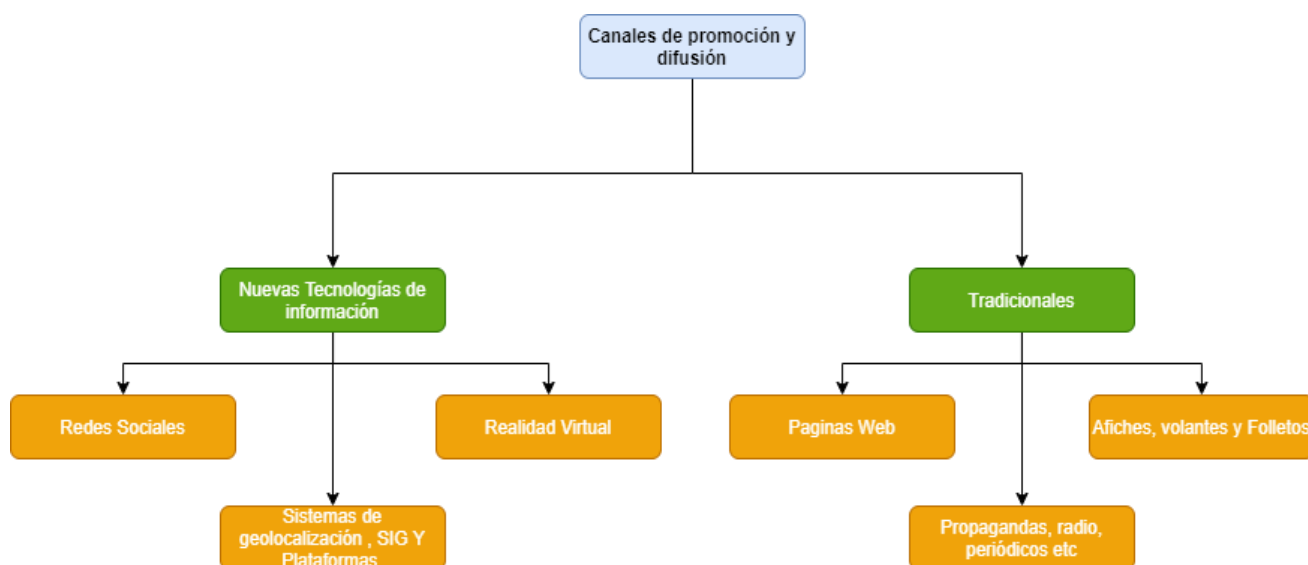 Canales de promoción y
difusión
Nuevas Tecnologías de
información
Tradicionales
Redes Sociales
Realidad Virtual
Paginas Web
Afiches, volantes y Folletos
Sistemas de
geolocalización , SIG Y
Plataformas
Propagandas, radio,
periódicos etc